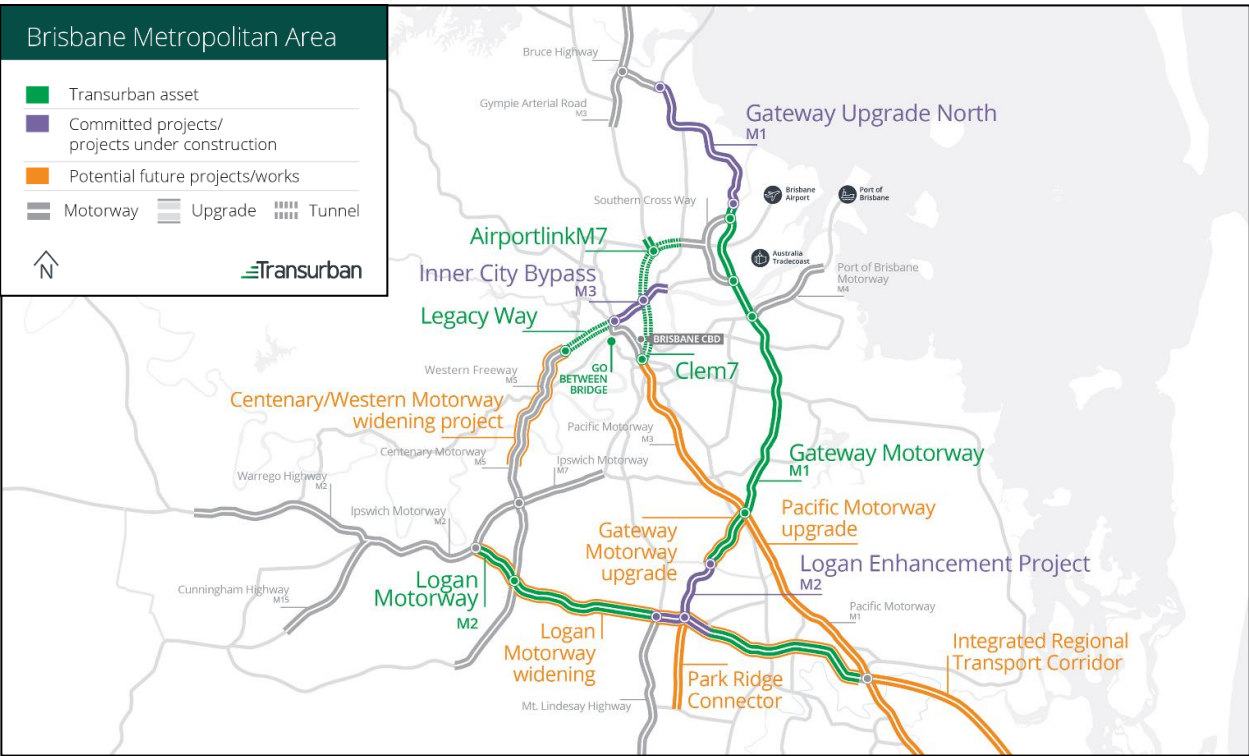 Brisbane Metropolitan Area
Transurban asset
Committed projects/
projects under construction
Potential future projects/works
Motorway
Upgrade
Tunnel
N
Transurban
Bruce Highway
Gympie Arterial Road
M3
Gateway Upgrade North
M1
Southern Cross Way
Brisbane
Airport
Port of
Brisbane
AirportlinkM7
Australia
Tradecoast
Inner City Bypass
M3
Port of Brisbane
Motorway
M4
Legacy Way
BRISBANE CBD
Western Freeway
M5
GO
BETWEEN
BRIDGE
Clem7
Centenary/Western Motorway
widening project
Pacific Motorway
M3
Centenary Motorway
M5
Ipswich Motorway
M7
Gateway Motorway
M1
Warrego Highway
M2
Ipswich Motorway
M2
Pacific Motorway
upgrade
Gateway
Motorway
upgrade
Logan Enhancement Project
M2
Cunningham Highway
M15
Logan
Motorway
M2
Pacific Motorway
M1
Logan
Motorway
widening
Integrated Regional
Transport Corridor
Park Ridge
Connector
Mt. Lindesay Highway